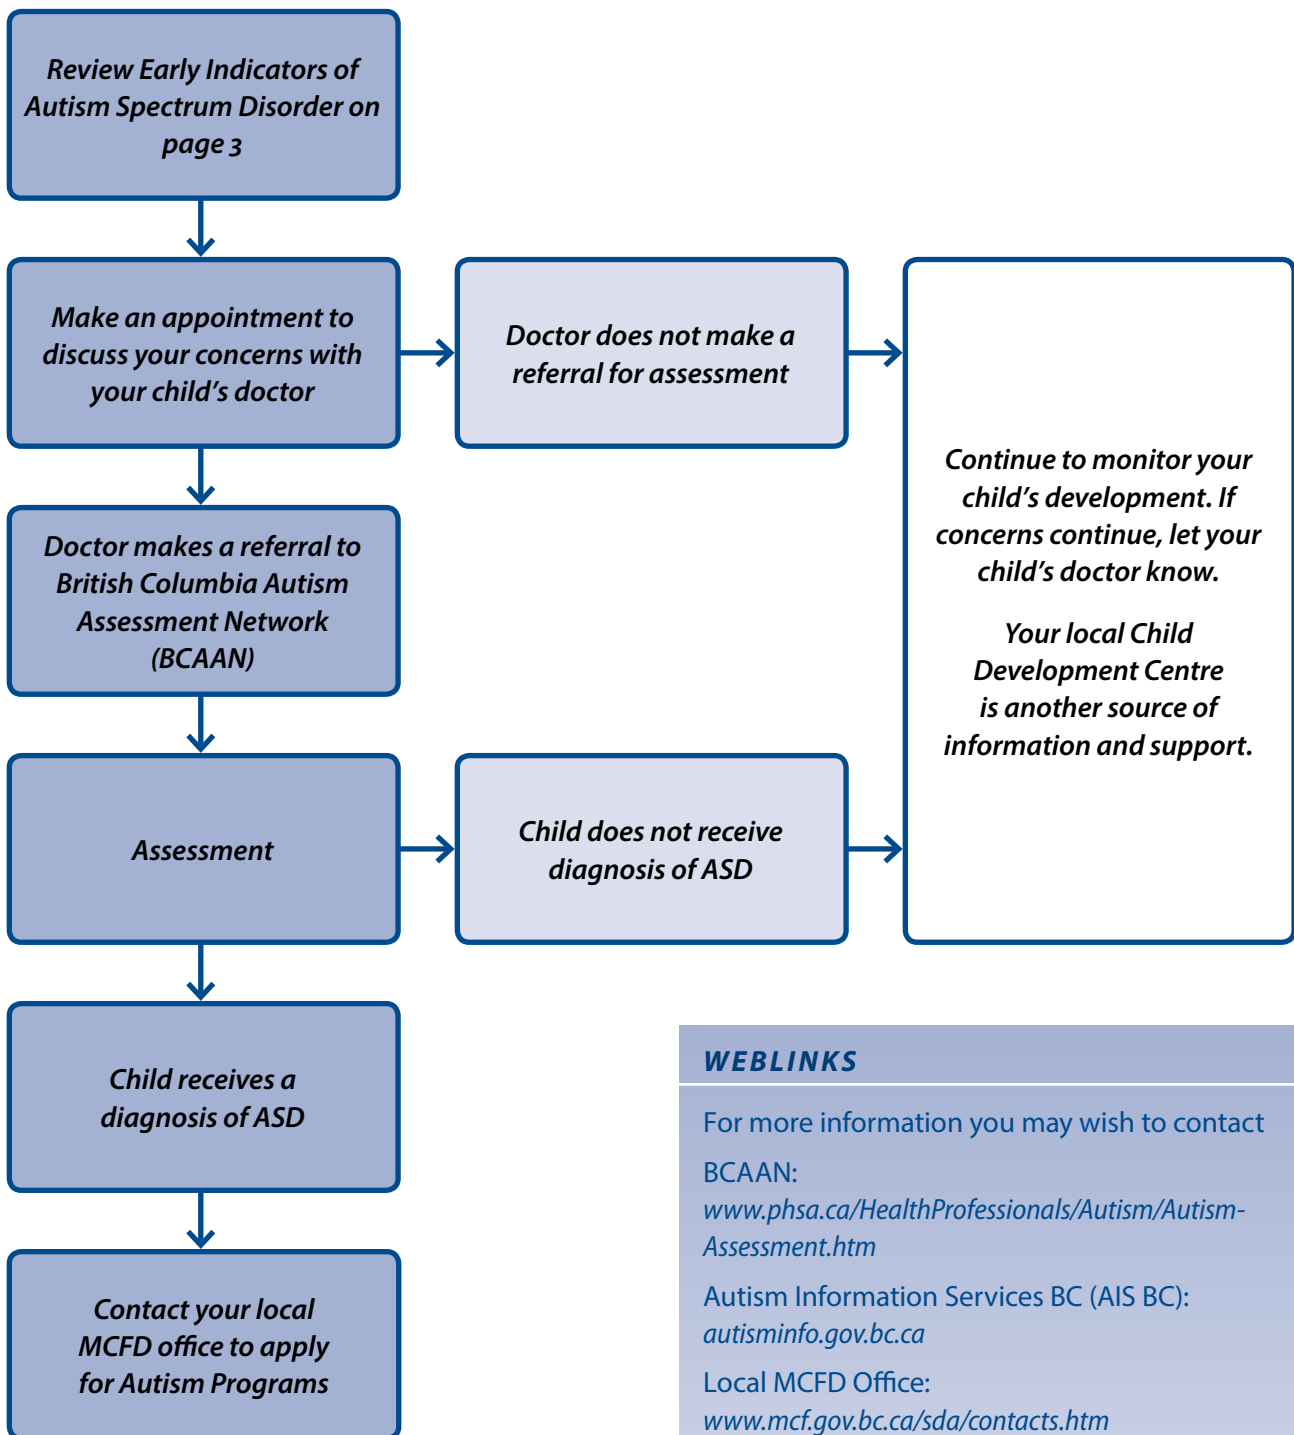 Review Early Indicators of
Autism Spectrum Disorder on
page 3
Make an appointment to
discuss your concerns with
your child’s doctor
Doctor does not make a
referral for assessment
Continue to monitor your
child’s development. If
concerns continue, let your
child’s doctor know.
Your local Child
Development Centre
is another source of
information and support.
Doctor makes a referral to
British Columbia Autism
Assessment Network
(BCAAN)
Assessment
Child does not receive
diagnosis of ASD
Child receives a
diagnosis of ASD
Contact your local
MCFD office to apply
for Autism Programs
WEBLINKS
For more information you may wish to contact
BCAAN:
www.phsa.ca/HealthProfessionals/Autism/Autism-
Assessment.htm
Autism Information Services BC (AIS BC):
autisminfo.gov.bc.ca
Local MCFD Office:
www.mcf.gov.bc.ca/sda/contacts.htm